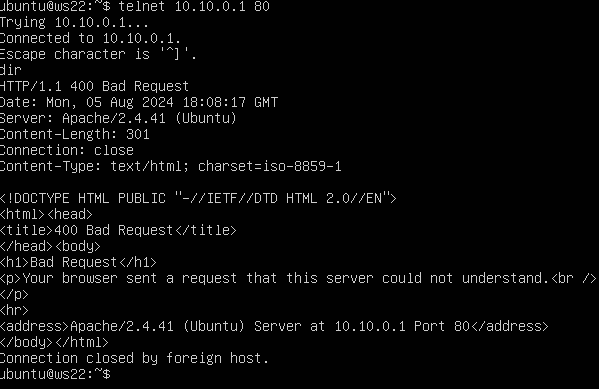 ubuntu@ws22:~$ telnet 10.10.0.1 80
Trying 10.10.0.1...
Connected to 10.10.0.1.
Escape character is '^]'.
dir
HTTP/1.1 400 Bad Request
Date: Mon, 05 Aug 2024 18:08:17 GMT
Server: Apache/2.4.41 (Ubuntu)
Content-Length: 301
Connection: close
Content-Type: text/html; charset=iso-8859-1

<!DOCTYPE HTML PUBLIC "-//IETF//DTD HTML 2.0//EN">
<html><head>
<title>400 Bad Request</title>
</head><body>
<h1>Bad Request</h1>
<p>Your browser sent a request that this server could not understand.<br />
</p>
<hr>
<address>Apache/2.4.41 (Ubuntu) Server at 10.10.0.1 Port 80</address>
</body></html>
Connection closed by foreign host.
ubuntu@ws22:~$